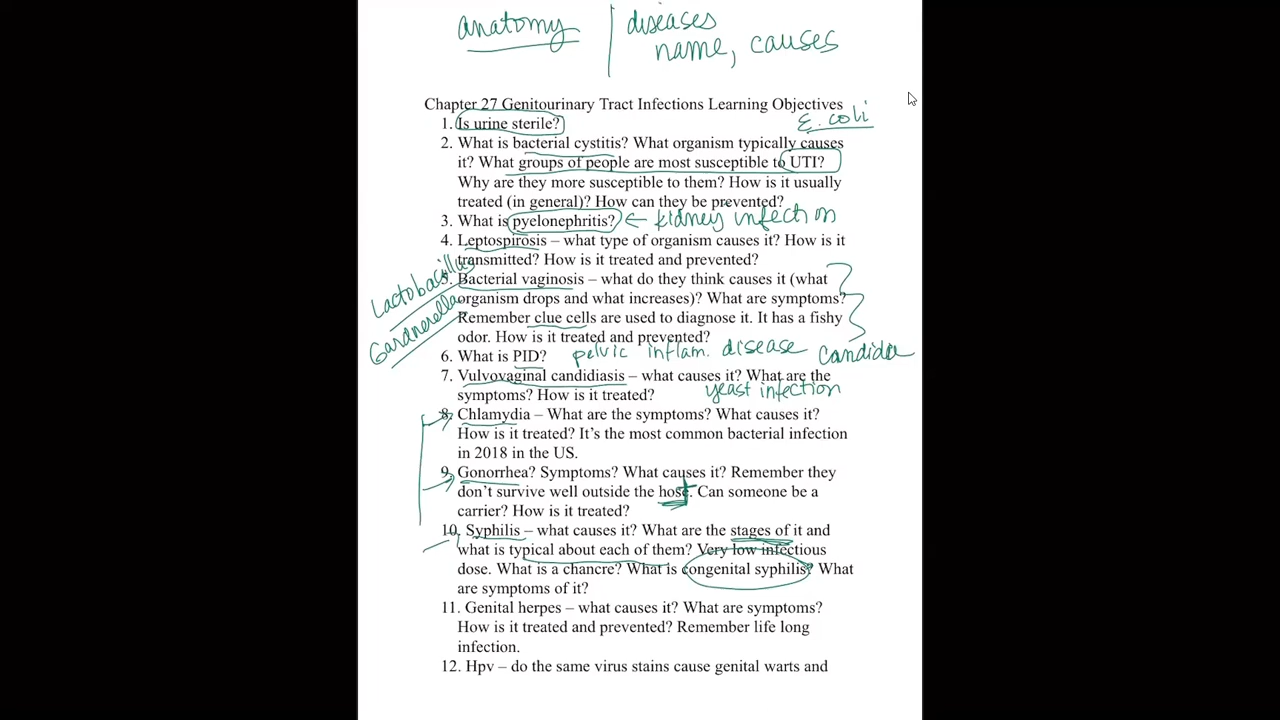 anatomy | diseases
name, causes
Chapter 27 Genitourinary Tract Infections Learning Objectives
1. Is urine sterile?
E. coli
2. What is bacterial cystitis? What organism typically causes
it? What groups of people are most susceptible to UTI?
Why are they more susceptible to them? How is it usually
treated (in general)? How can they be prevented?
3. What is pyelonephritis? ← kidney infection
4. Leptospirosis – what type of organism causes it? How is it
transmitted? How is it treated and prevented?
Lactobacillus
5. Bacterial vaginosis – what do they think causes it (what
Gardnerella
organism drops and what increases)? What are symptoms?
Remember clue cells are used to diagnose it. It has a fishy
odor. How is it treated and prevented?
6. What is PID? pelvic inflam. disease candida
7. Vulvovaginal candidiasis – what causes it? What are the
symptoms? How is it treated? yeast infection
8. Chlamydia – What are the symptoms? What causes it?
How is it treated? It’s the most common bacterial infection
in 2018 in the US.
9. Gonorrhea? Symptoms? What causes it? Remember they
don’t survive well outside the host. Can someone be a
carrier? How is it treated?
10. Syphilis – what causes it? What are the stages of it and
what is typical about each of them? Very low infectious
dose. What is a chancre? What is congenital syphilis? What
are symptoms of it?
11. Genital herpes – what causes it? What are symptoms?
How is it treated and prevented? Remember life long
infection.
12. Hpv – do the same virus stains cause genital warts and